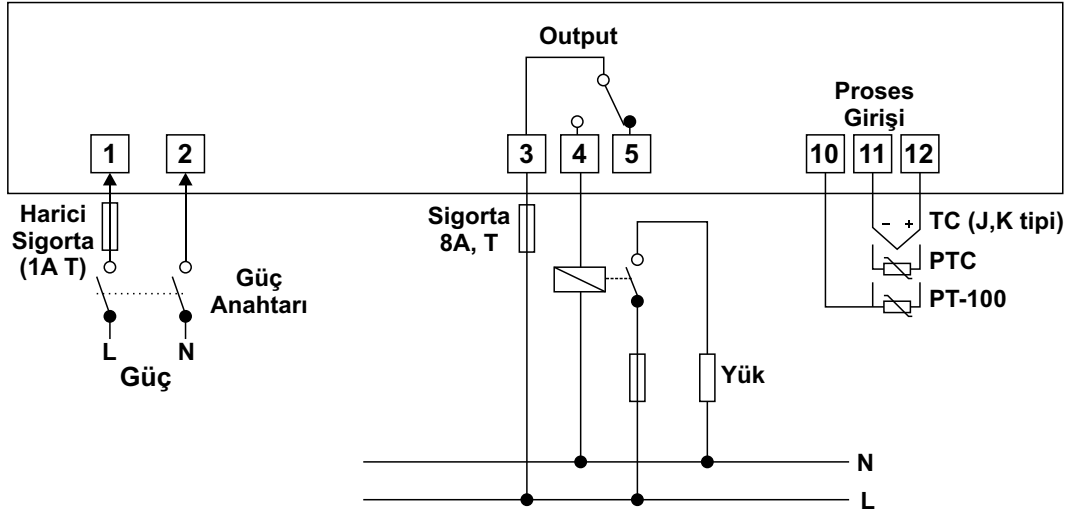 Output
Proses
Girişi
1
2
3
4
5
10
11
12
Harici
Sigorta
(1A T)
Güç
Anahtarı
L
N
Güç
Sigorta
8A, T
Yük
- +
TC (J,K tipi)
PTC
PT-100
N
L